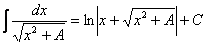 ∫ dx / √(x² + A) = ln|x + √(x² + A)| + C